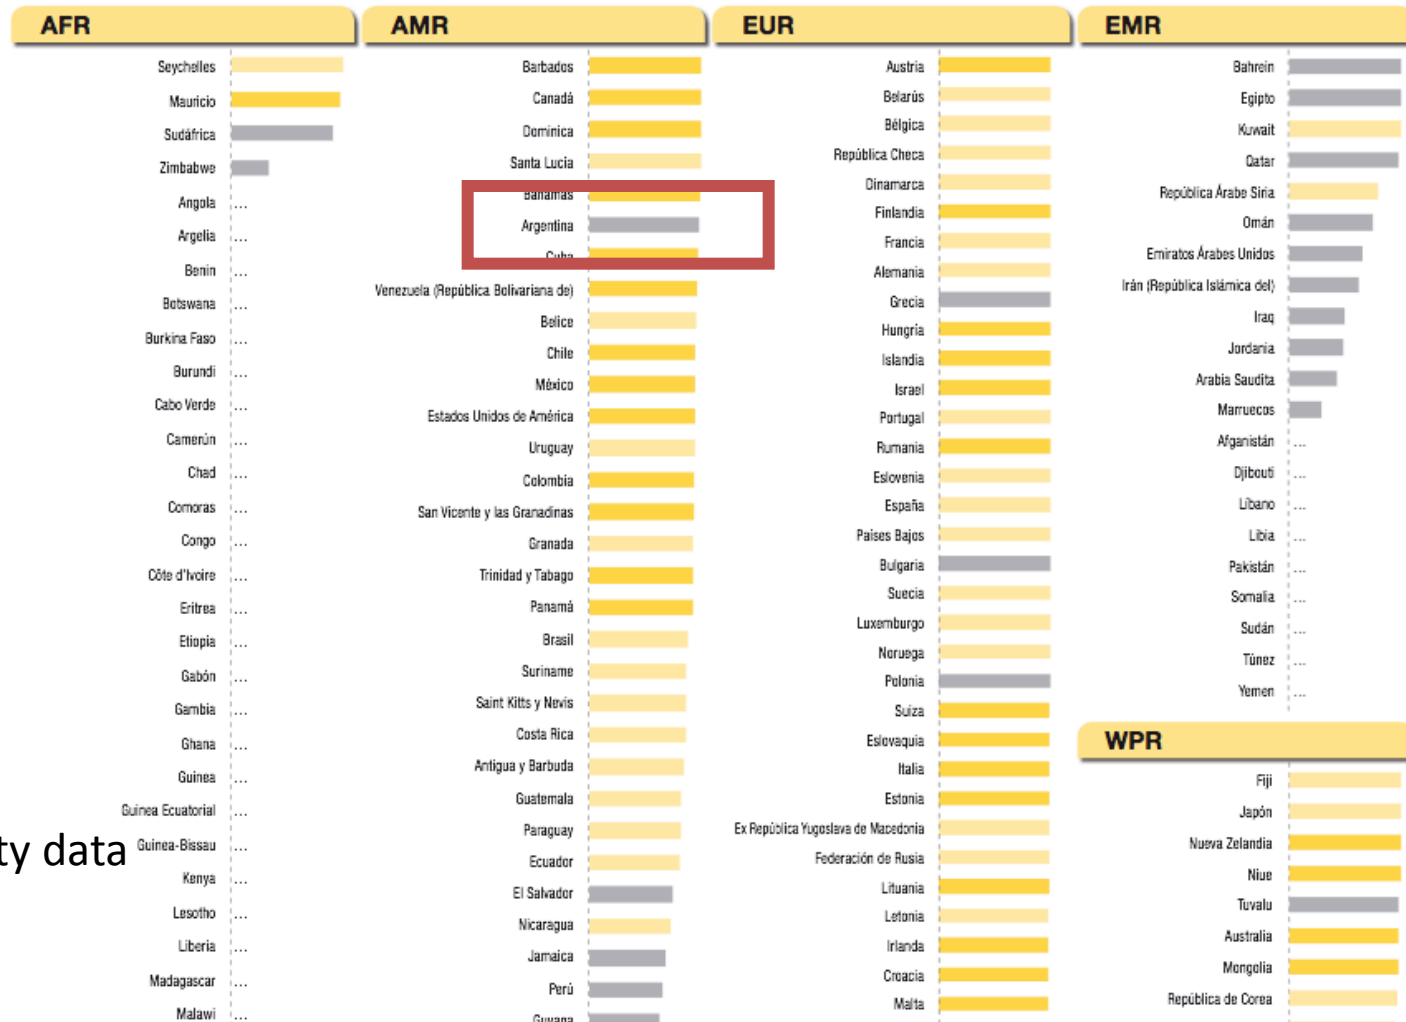 AFR
Seychelles
Mauricio
Sudáfrica
Zimbabwe
Angola ...
Argelia ...
Benin ...
Botswana ...
Burkina Faso ...
Burundi ...
Cabo Verde ...
Camerún ...
Chad ...
Comoras ...
Congo ...
Côte d'Ivoire ...
Eritrea ...
Etiopia ...
Gabón ...
Gambia ...
Ghana ...
Guinea ...
Guinea Ecuatorial ...
Guinea-Bissau ...
Kenya ...
Lesotho ...
Liberia ...
Madagascar ...
Malawi ...
ty data
AMR
Barbados
Canadá
Dominica
Santa Lucia
Bahamas
Argentina
Cuba
Venezuela (República Bolivariana de)
Belice
Chile
México
Estados Unidos de América
Uruguay
Colombia
San Vicente y las Granadinas
Granada
Trinidad y Tabago
Panamá
Brasil
Suriname
Saint Kitts y Nevis
Costa Rica
Antigua y Barbuda
Guatemala
Paraguay
Ecuador
El Salvador
Nicaragua
Jamaica
Perú
Guyana
EUR
Austria
Belarús
Bélgica
República Checa
Dinamarca
Finlandia
Francia
Alemania
Grecia
Hungría
Islandia
Israel
Portugal
Rumania
Eslovenia
España
Países Bajos
Bulgaria
Suecia
Luxemburgo
Noruega
Polonia
Suiza
Eslovaquia
Italia
Estonia
Ex República Yugoslava de Macedonia
Federación de Rusia
Lituania
Letonia
Irlanda
Croacia
Malta
EMR
Bahrein
Egipto
Kuwait
Qatar
República Árabe Siria
Omán
Emiratos Árabes Unidos
Irán (República Islámica del)
Iraq
Jordania
Arabia Saudita
Marruecos
Afganistán ...
Djibouti ...
Líbano ...
Libia ...
Pakistán ...
Somalia ...
Sudán ...
Túnez ...
Yemen ...
WPR
Fiji
Japón
Nueva Zelandia
Niue
Tuvalu
Australia
Mongolia
República de Corea